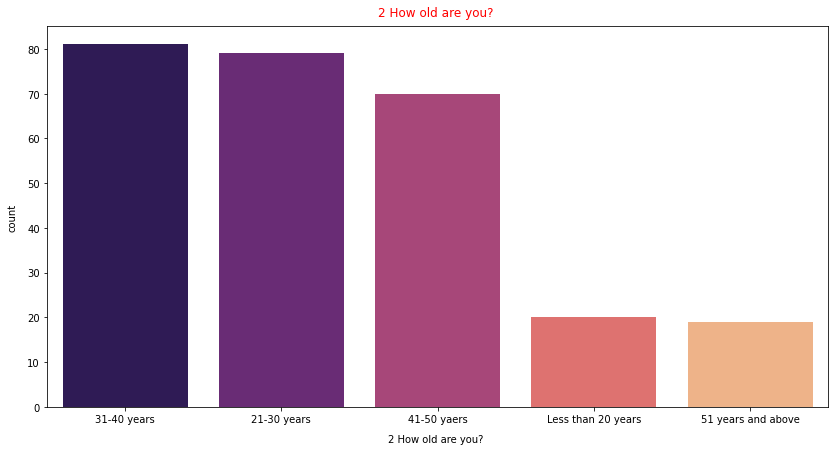 2 How old are you?
80
70
60
50
40
30
20
10
0
count
31-40 years
21-30 years
41-50 yaers
Less than 20 years
51 years and above
2 How old are you?